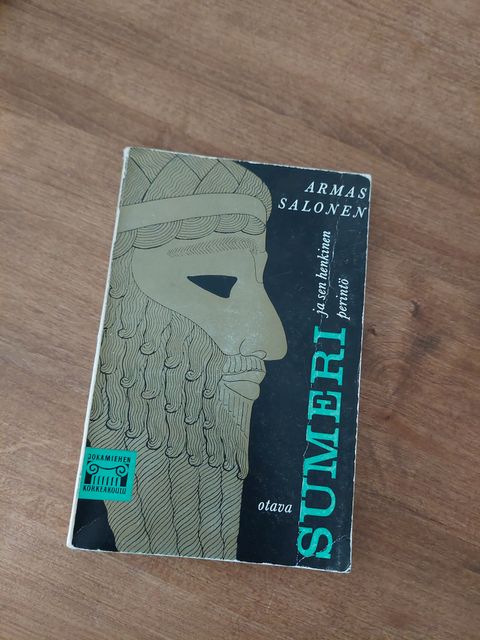 ARMAS
SALONEN
SUMERI
ja sen henkinen
perintö
otava
JOKAMIEHEN
KORKEAKOULU